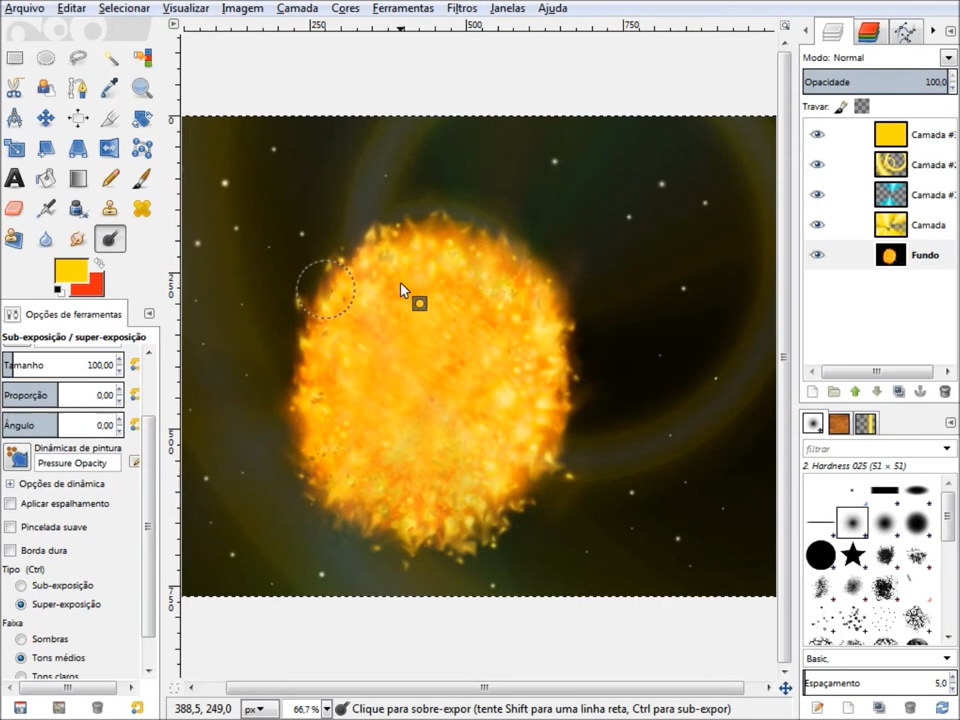 Arquivo Editar Selecionar Visualizar Imagem Camada Cores Ferramentas Filtros Janelas Ajuda
250 500 750
0
250
500
750
Opções de ferramentas
Sub-exposição / super-exposição
Tamanho 100,00
Proporção 0,00
Ângulo 0,00
Dinâmicas de pintura
Pressure Opacity
Opções de dinâmica
Aplicar espalhamento
Pincelada suave
Borda dura
Tipo (Ctrl)
Sub-exposição
Super-exposição
Faixa
Sombras
Tons médios
Tons claros
388,5, 249,0 px 66,7% Clique para sobre-expor (tente Shift para uma linha reta, Ctrl para sub-expor)
Modo: Normal
Opacidade 100,0
Travar:
Camada #
Camada #
Camada #
Camada
Fundo
filtrar
2. Hardness 025 (51 × 51)
Basic,
Espaçamento 5,0